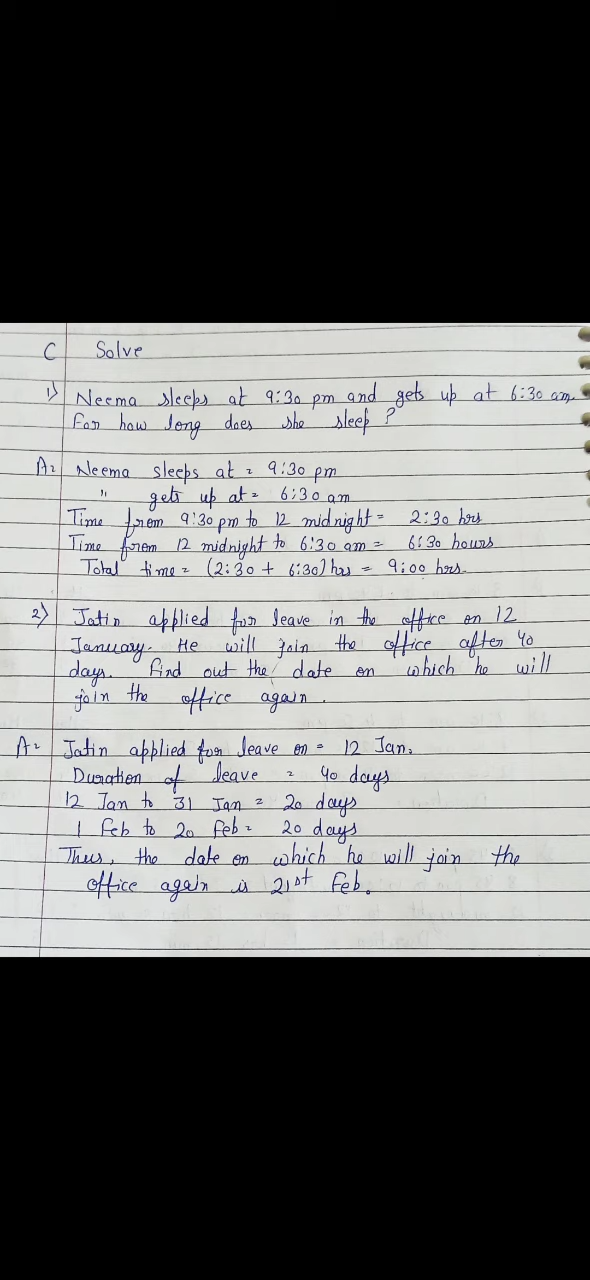 C Solve
1) Neema sleeps at 9:30 pm and gets up at 6:30 am.
For how long does she sleep?
A= Neema sleeps at = 9:30 pm
" gets up at = 6:30 am
Time from 9:30 pm to 12 midnight = 2:30 hrs
Time from 12 midnight to 6:30 am = 6:30 hours
Total time = (2:30 + 6:30) hrs = 9:00 hrs.
2) Jatin applied for leave in the office on 12
January. He will join the office after 40
days. Find out the date on which he will
join the office again.
A= Jatin applied for leave on = 12 Jan.
Duration of leave = 40 days
12 Jan to 31 Jan = 20 days
1 Feb to 20 Feb = 20 days
Thus, the date on which he will join the
office again is 21st Feb.